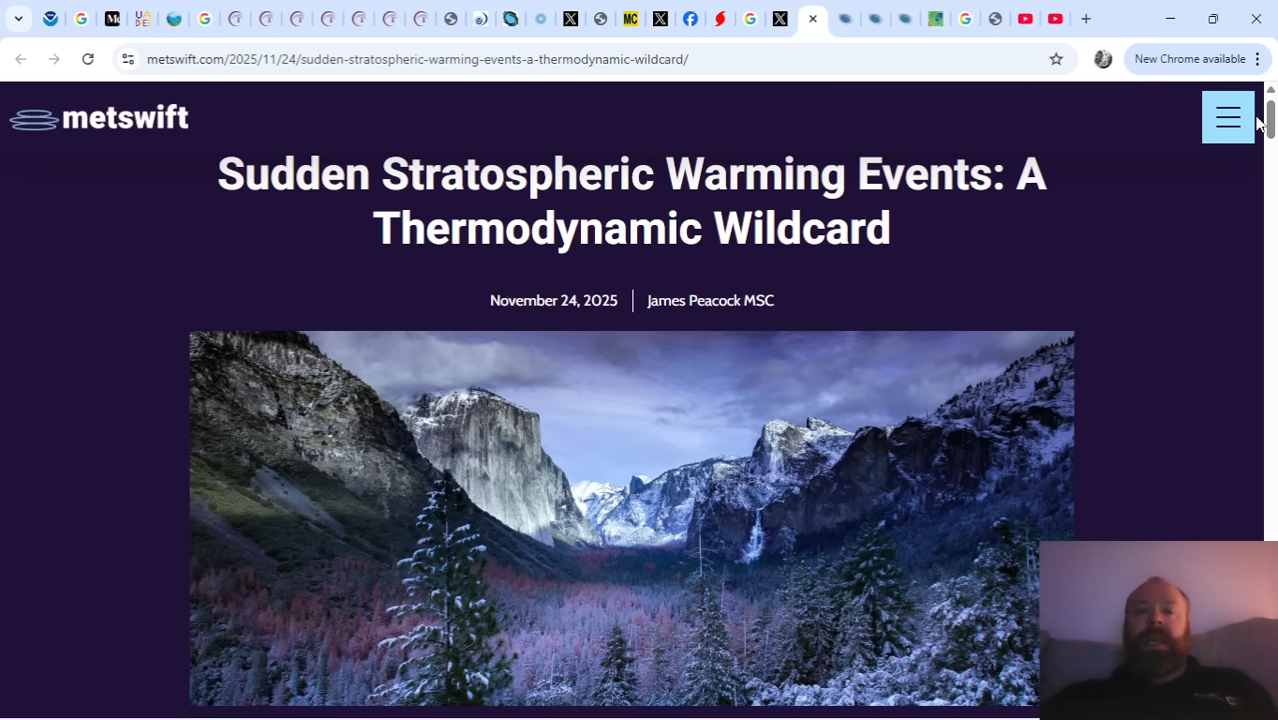 MC
New Chrome available
metswift.com/2025/11/24/sudden-stratospheric-warming-events-a-thermodynamic-wildcard/
metswift
Sudden Stratospheric Warming Events: A
Thermodynamic Wildcard
November 24, 2025
James Peacock MSC